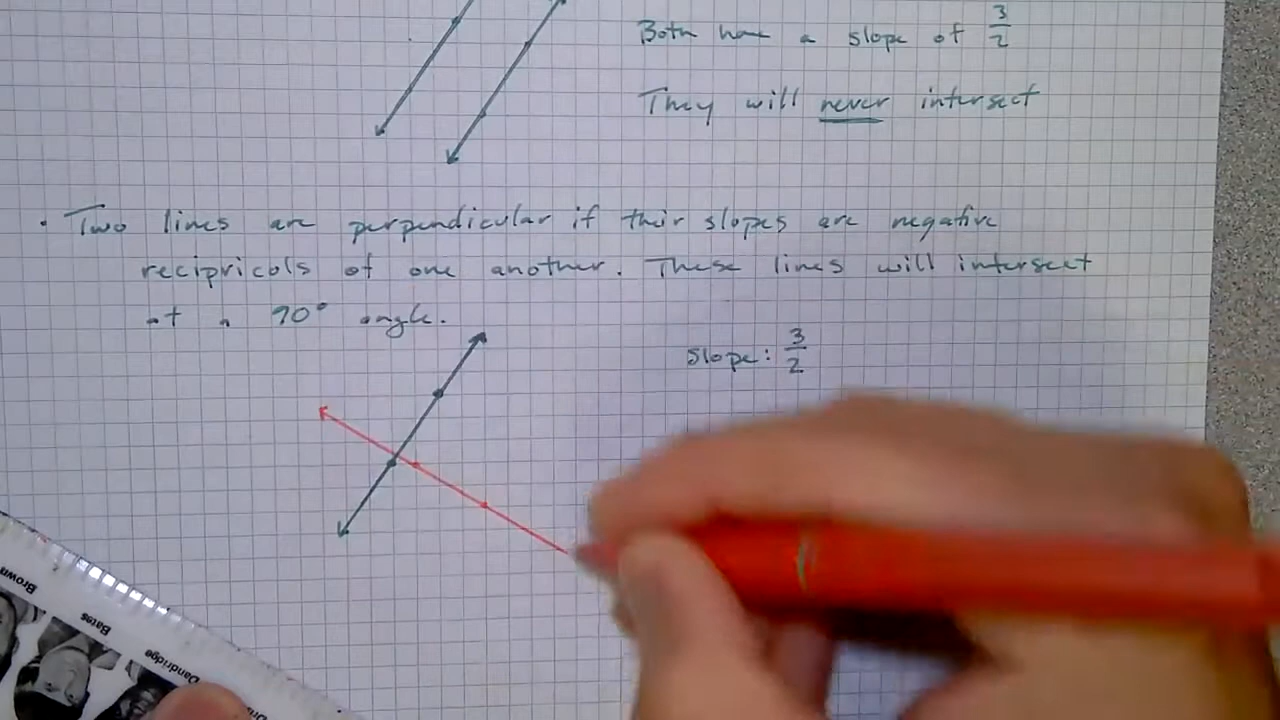 Both have a slope of 3/2
They will never intersect
• Two lines are perpendicular if their slopes are negative
recipricols of one another. These lines will intersect
at a 90° angle.
Slope: 3/2
Brown
Bates
Dandridge